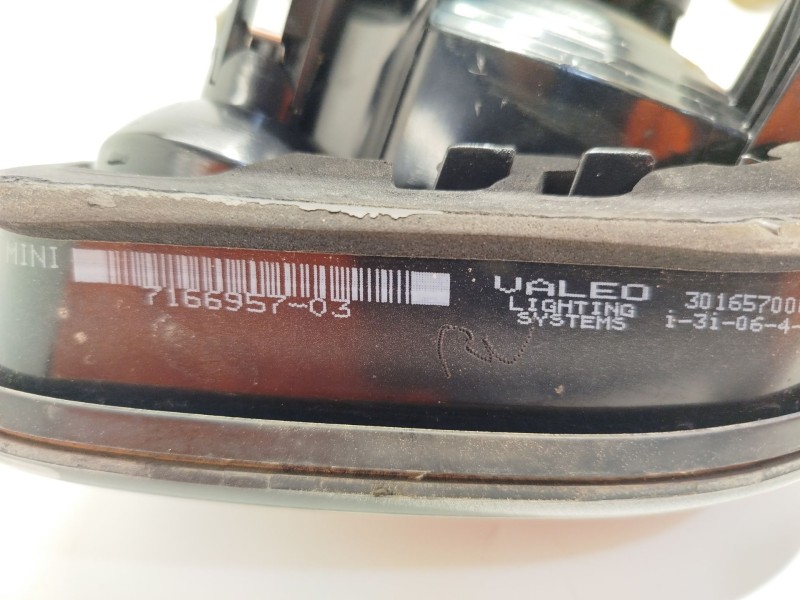 MINI
7166957-03
VALEO
LIGHTING
SYSTEMS
30165700
1-31-06-4-